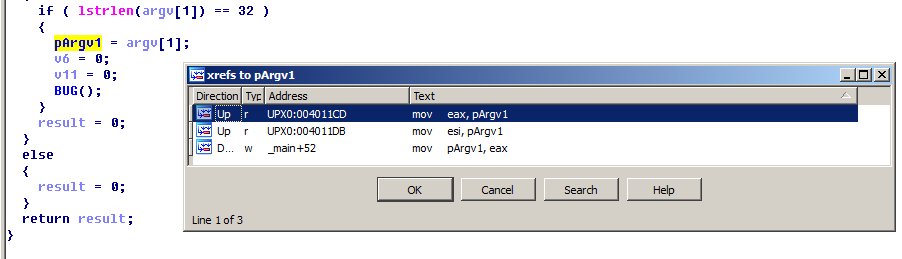 if ( lstrlen(argv[1]) == 32 )
{
pArgv1 = argv[1];
v6 = 0;
v11 = 0;
BUG();
}
result = 0;
}
else
{
result = 0;
}
return result;
}
xrefs to pArgv1
Direction Typ Address Text
Up r UPX0:004011CD mov eax, pArgv1
Up r UPX0:004011DB mov esi, pArgv1
D... w _main+52 mov pArgv1, eax
OK Cancel Search Help
Line 1 of 3